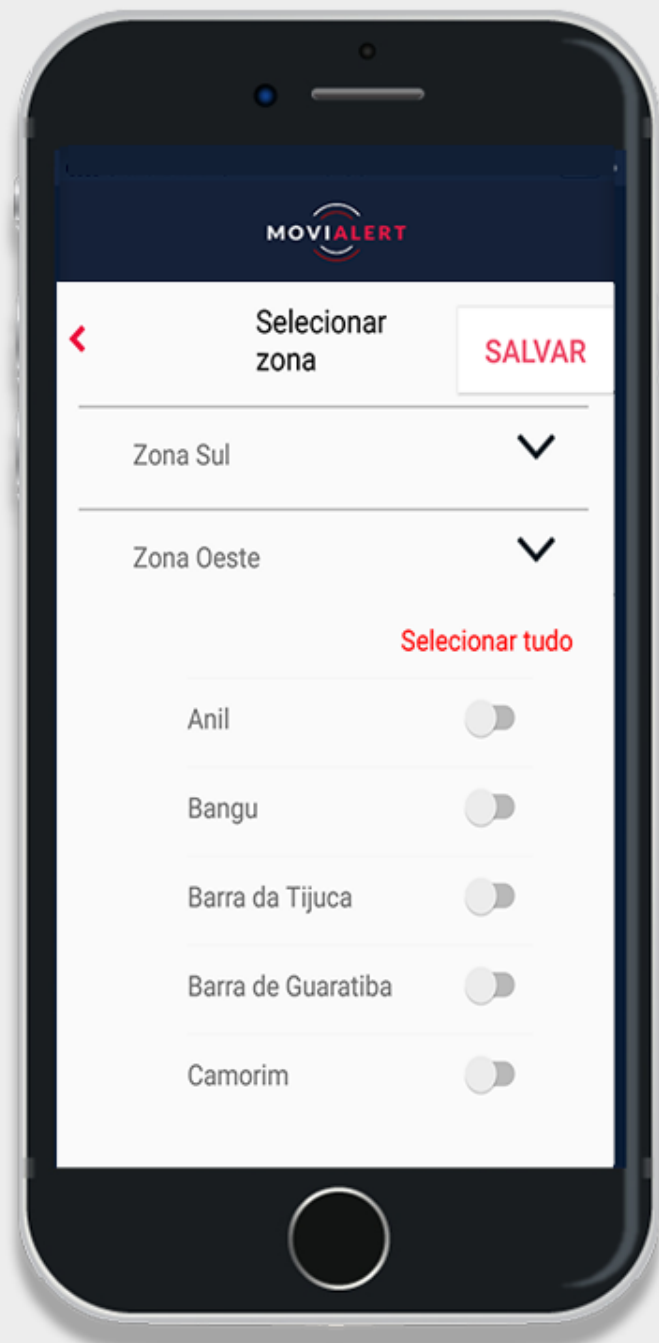 MOVIALERT
Selecionar
zona
SALVAR
Zona Sul
Zona Oeste
Selecionar tudo
Anil
Bangu
Barra da Tijuca
Barra de Guaratiba
Camorim